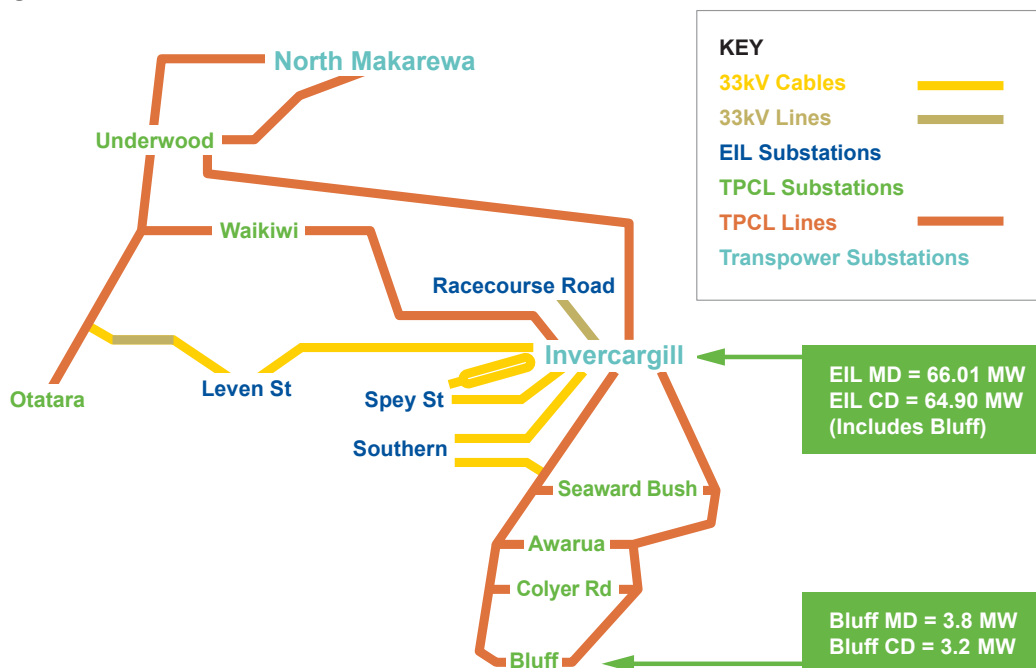 North Makarewa
Underwood
Waikiwi
Racecourse Road
Invercargill
Leven St
Otatara
Spey St
Southern
Seaward Bush
Awarua
Colyer Rd
Bluff
KEY
33kV Cables
33kV Lines
EIL Substations
TPCL Substations
TPCL Lines
Transpower Substations
EIL MD = 66.01 MW
EIL CD = 64.90 MW
(Includes Bluff)
Bluff MD = 3.8 MW
Bluff CD = 3.2 MW